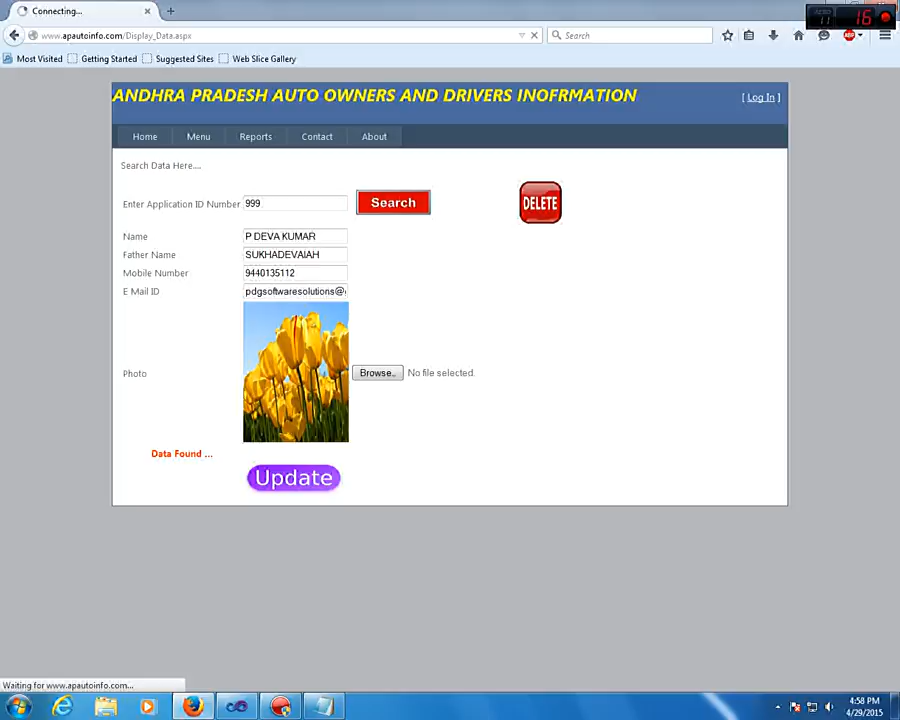 Connecting...
www.apautoinfo.com/Display_Data.aspx
Search
Most Visited
Getting Started
Suggested Sites
Web Slice Gallery
16
ANDHRA PRADESH AUTO OWNERS AND DRIVERS INOFRMATION
[ Log In ]
Home Menu Reports Contact About
Search Data Here....
Enter Application ID Number 999 Search DELETE
Name P DEVA KUMAR
Father Name SUKHADEVAIAH
Mobile Number 9440135112
E Mail ID pdgsoftwaresolutions@
Photo Browse.. No file selected.
Data Found ...
Update
Waiting for www.apautoinfo.com...
4:58 PM
4/29/2015